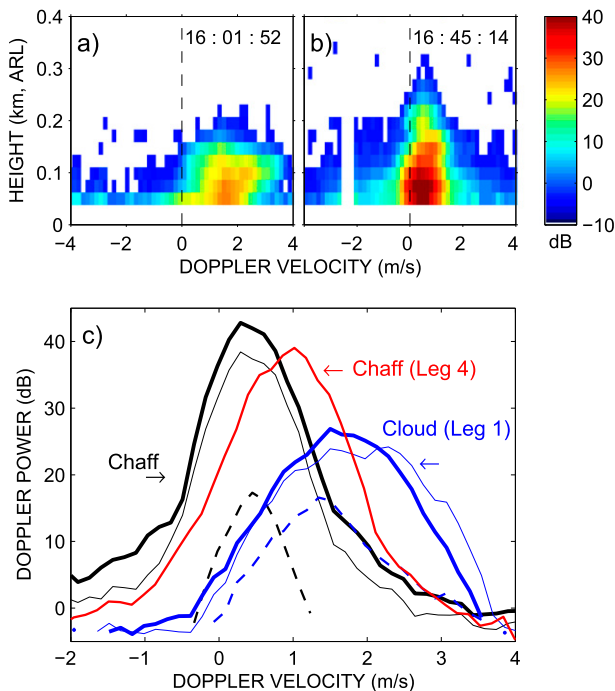 a)
16 : 01 : 52
b)
16 : 45 : 14
HEIGHT (km, ARL)
0.4
0.3
0.2
0.1
0
−4
−2
0
2
4
−2
0
2
4
DOPPLER VELOCITY (m/s)
40
30
20
10
0
−10
dB
c)
DOPPLER POWER (dB)
40
30
20
10
0
Chaff
→
← Chaff (Leg 4)
Cloud (Leg 1)
←
−2
−1
0
1
2
3
4
DOPPLER VELOCITY (m/s)